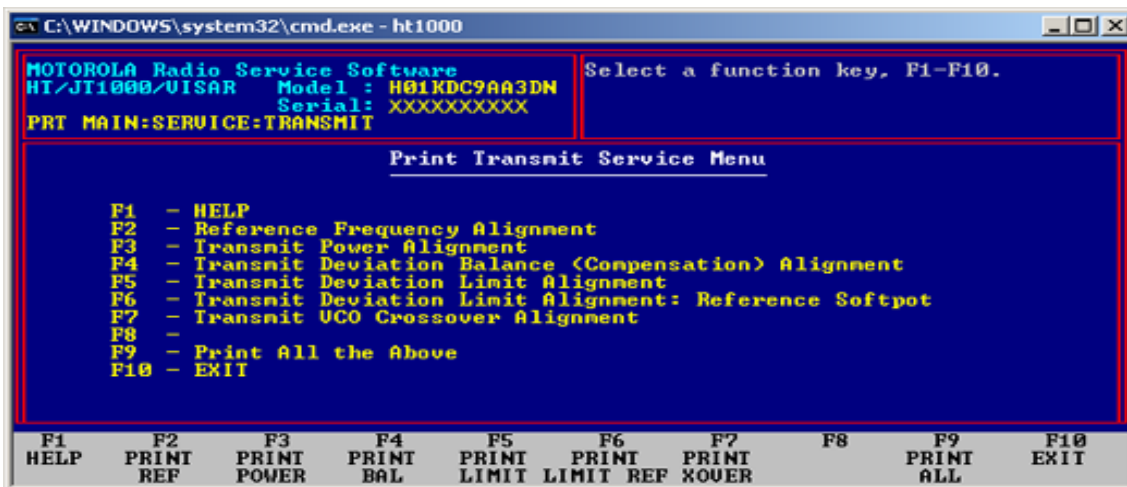 C:\WINDOWS\system32\cmd.exe - ht1000
MOTOROLA Radio Service Software
HT/JT1000/VISAR Model : H01KDC9AA3DN
Serial: XXXXXXXXXX
PRT MAIN:SERVICE:TRANSMIT
Select a function key, F1-F10.
Print Transmit Service Menu
F1 - HELP
F2 - Reference Frequency Alignment
F3 - Transmit Power Alignment
F4 - Transmit Deviation Balance (Compensation) Alignment
F5 - Transmit Deviation Limit Alignment
F6 - Transmit Deviation Limit Alignment: Reference Softpot
F7 - Transmit VCO Crossover Alignment
F8 -
F9 - Print All the Above
F10 - EXIT
F1 F2 F3 F4 F5 F6 F7 F8 F9 F10
HELP PRINT PRINT PRINT PRINT PRINT PRINT PRINT EXIT
REF POWER BAL LIMIT LIMIT REF XOVER ALL